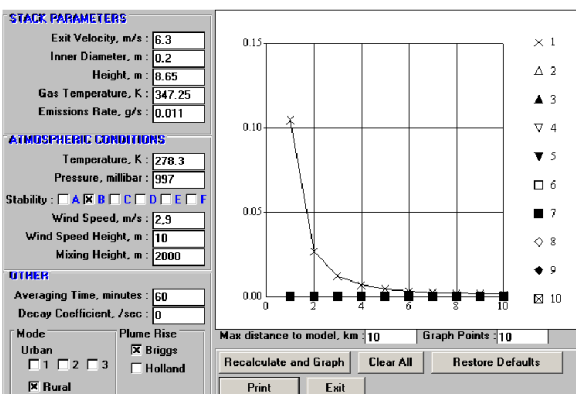 STACK PARAMETERS
Exit Velocity, m/s : 6.3
Inner Diameter, m : 0.2
Height, m : 8.65
Gas Temperature, K : 347.25
Emissions Rate, g/s : 0.011
ATMOSPHERIC CONDITIONS
Temperature, K : 278.3
Pressure, millibar : 997
Stability : A B C D E F
Wind Speed, m/s : 2,9
Wind Speed Height, m : 10
Mixing Height, m : 2000
OTHER
Averaging Time, minutes : 60
Decay Coefficient, /sec : 0
Mode
Urban
1 2 3
Rural
Plume Rise
Briggs
Holland
0.15
0.10
0.05
0.00
0 2 4 6 8 10
1
2
3
4
5
6
7
8
9
10
Max distance to model, km : 10 Graph Points : 10
Recalculate and Graph Clear All Restore Defaults
Print Exit